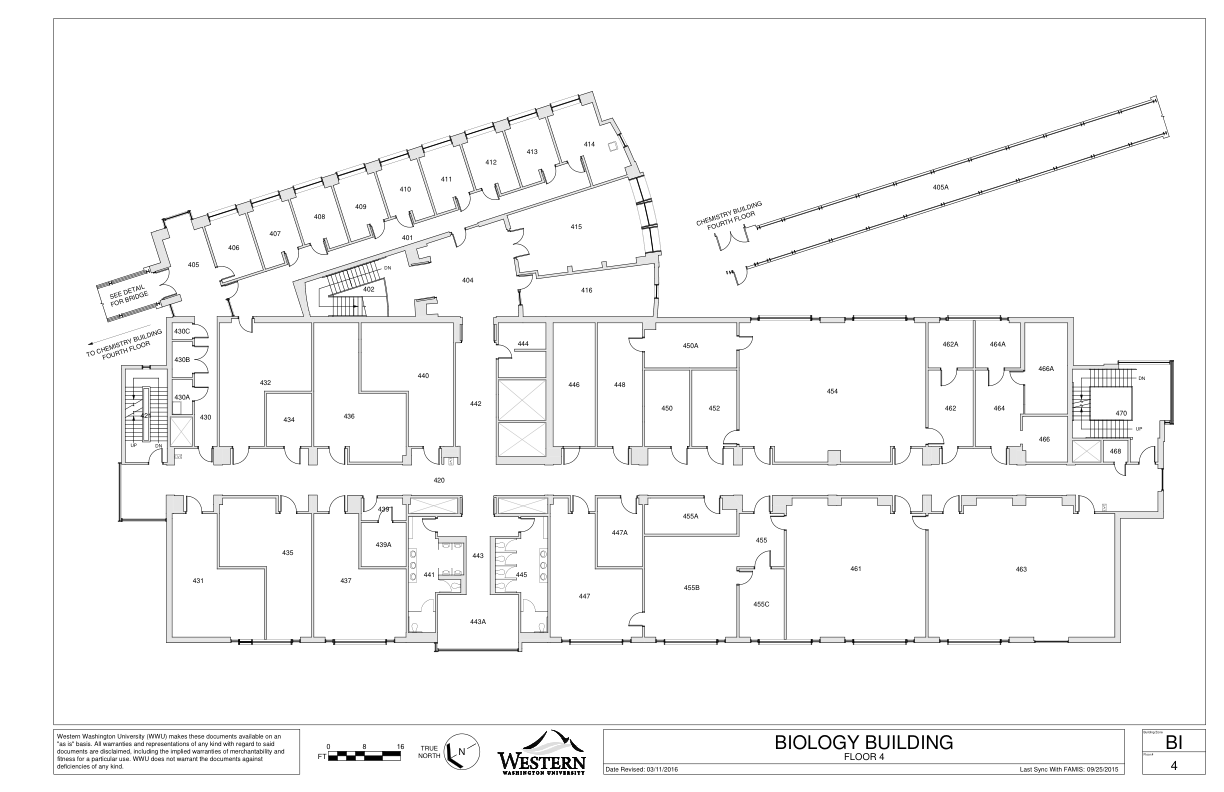 414
413
412
411
410
409
408
407
406
405
401
415
404
DN
402
416
405A
CHEMISTRY BUILDING
FOURTH FLOOR
SEE DETAIL
FOR BRIDGE
TO CHEMISTRY BUILDING
FOURTH FLOOR
430C
430B
430A
430
432
434
436
440
442
444
446
448
450A
450
452
454
462A
464A
466A
462
464
466
468
470
DN
UP
UP
DN
420
431
435
437
439
439A
441
443
443A
445
447A
447
455A
455
455B
455C
461
463
Western Washington University (WWU) makes these documents available on an
"as is" basis. All warranties and representations of any kind with regard to said
documents are disclaimed, including the implied warranties of merchantability and
fitness for a particular use. WWU does not warrant the documents against
deficiencies of any kind.
FT
0 8 16
TRUE
NORTH
N
WESTERN
WASHINGTON UNIVERSITY
BIOLOGY BUILDING
FLOOR 4
Date Revised: 03/11/2016
Last Sync With FAMIS: 09/25/2015
BI
4